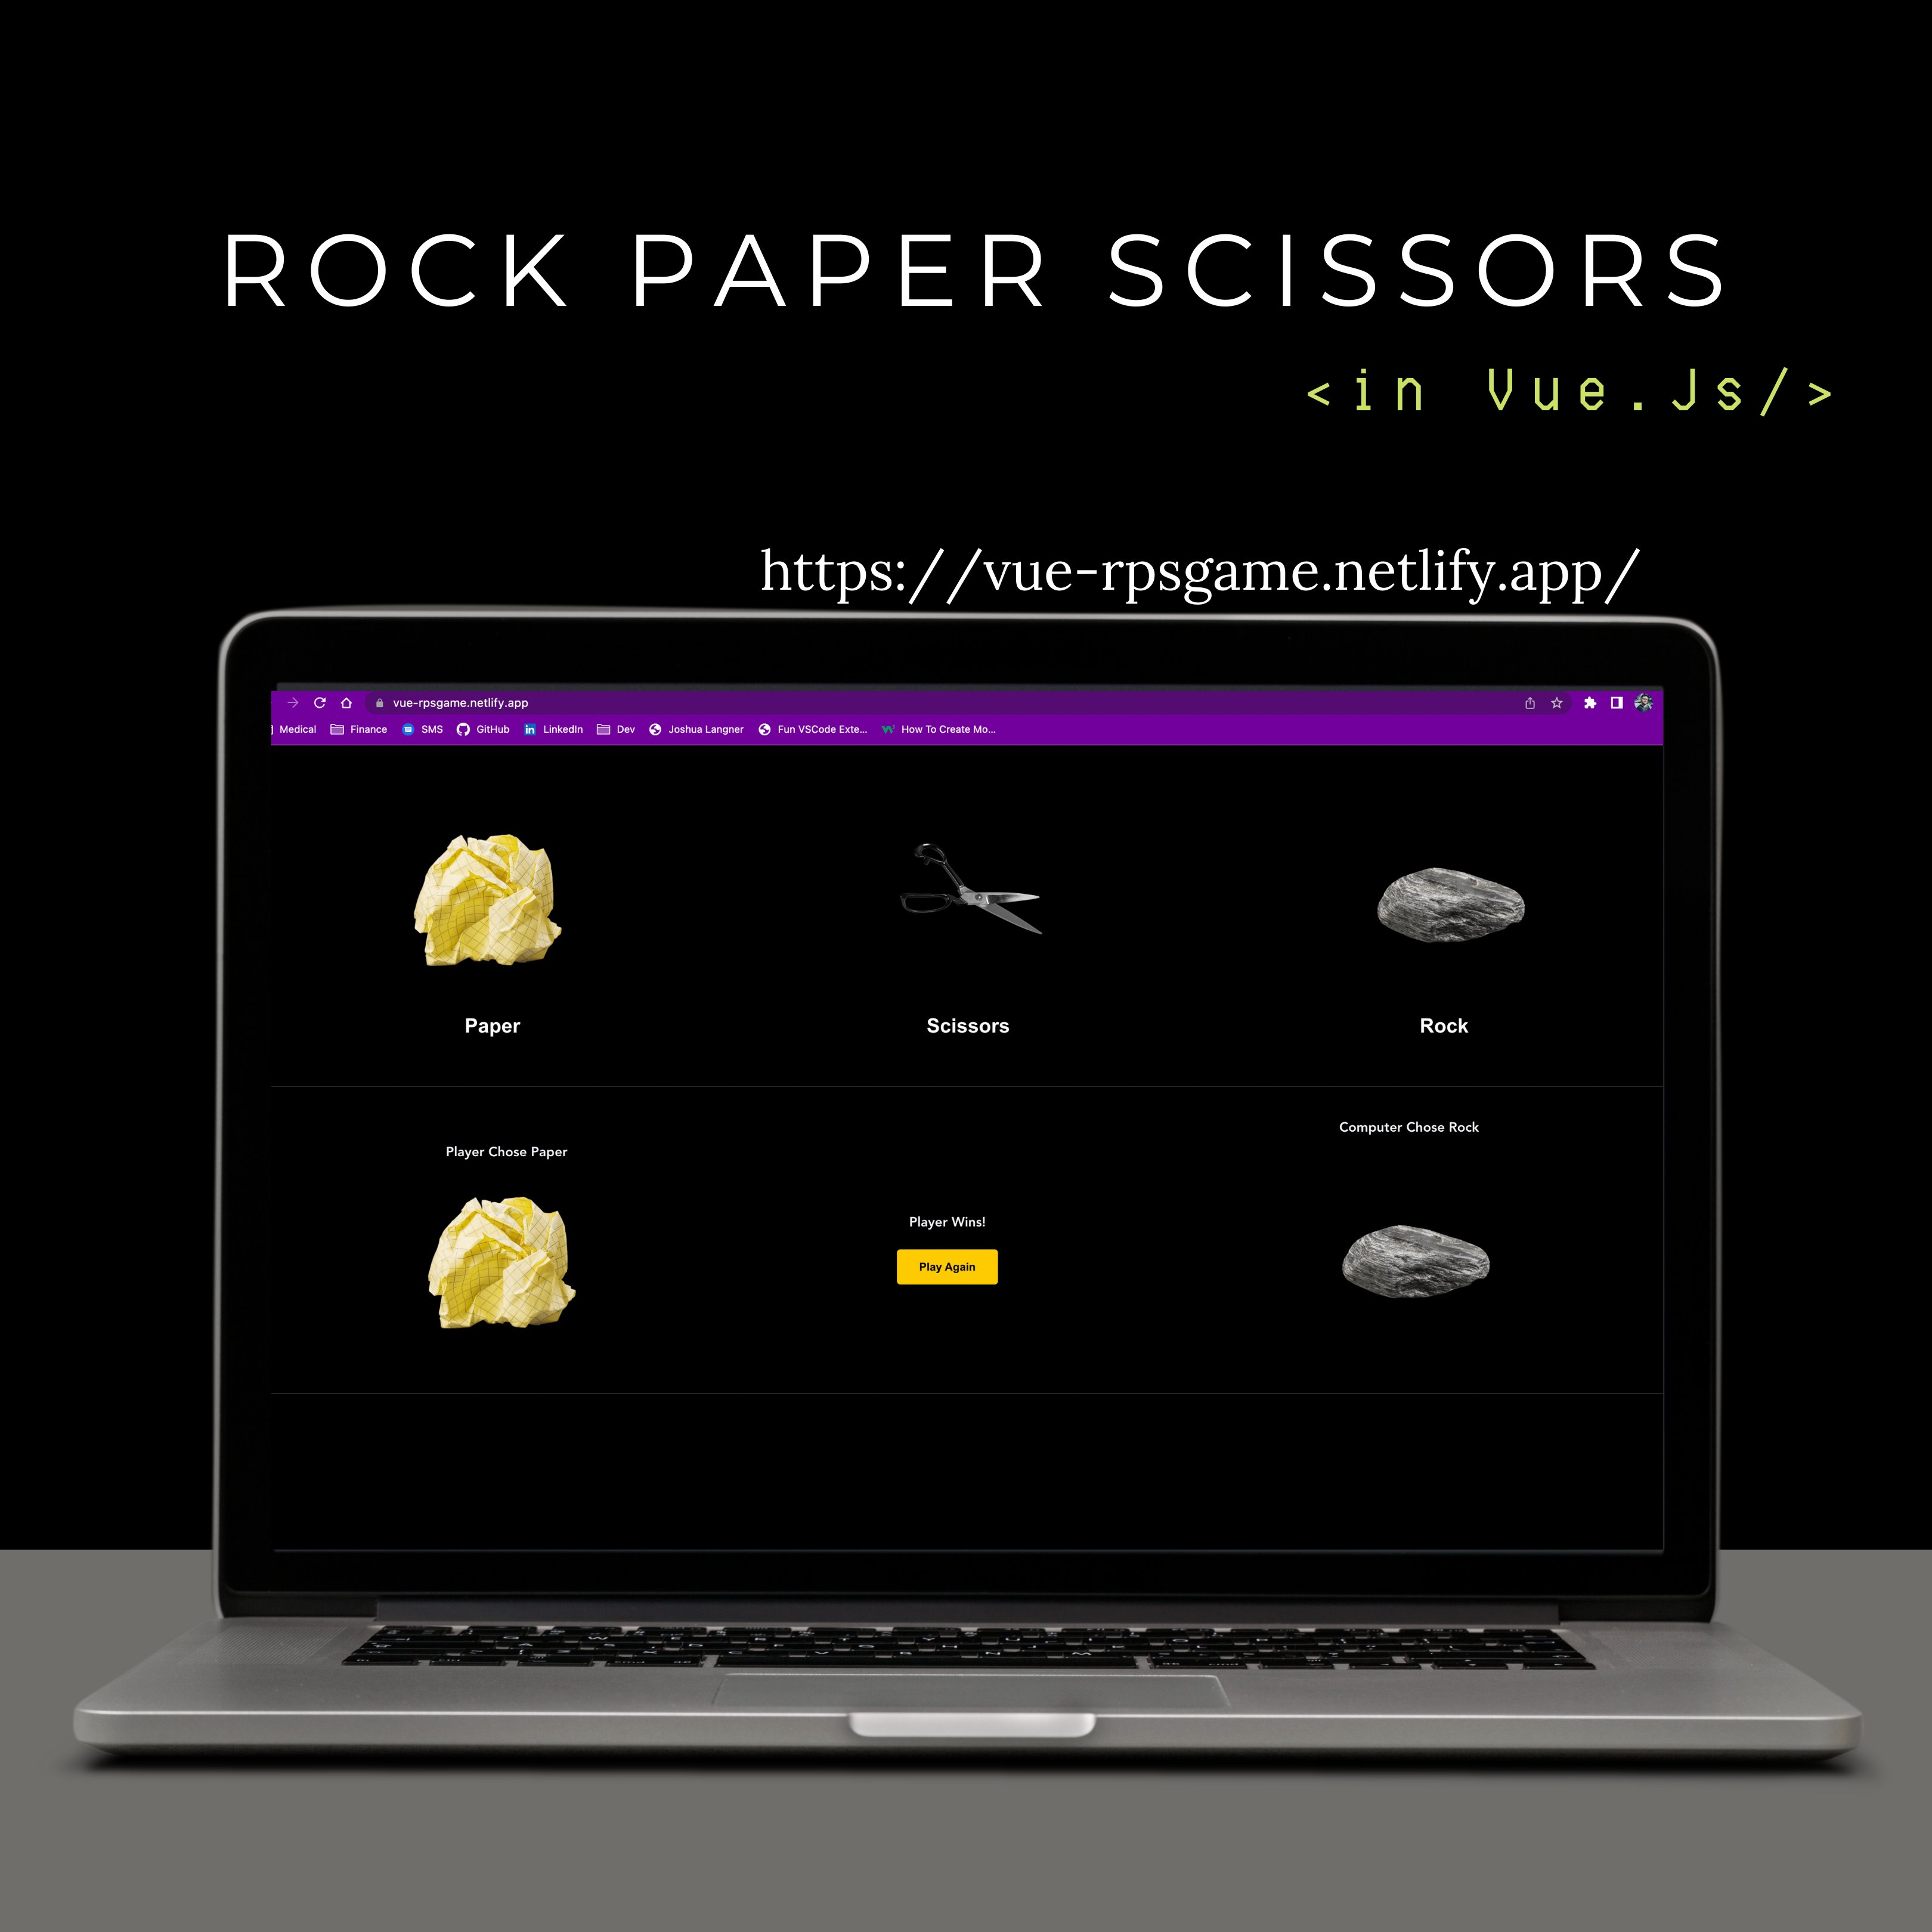 ROCK PAPER SCISSORS
<in Vue.Js/>
https://vue-rpsgame.netlify.app/
vue-rpsgame.netlify.app
Medical Finance SMS GitHub LinkedIn Dev Joshua Langner Fun VSCode Exte... How To Create Mo...
Paper Scissors Rock
Computer Chose Rock
Player Chose Paper
Player Wins!
Play Again